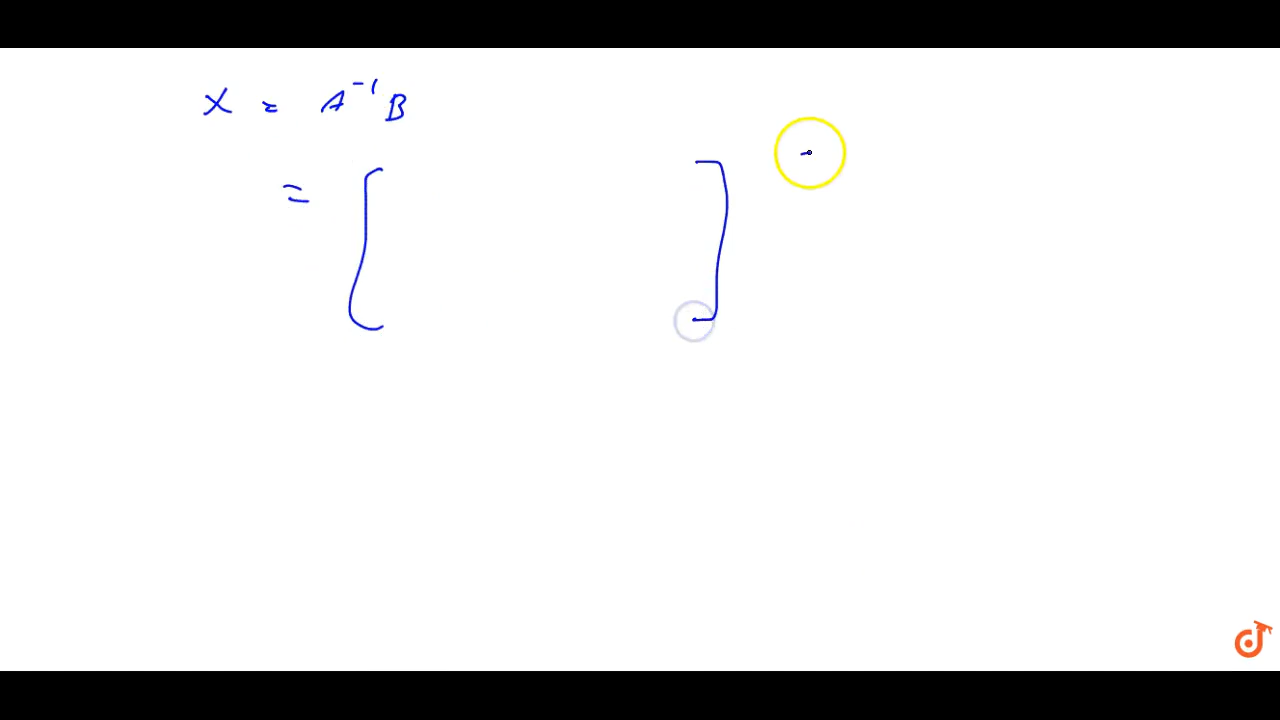 X = A⁻¹B
= [ ]